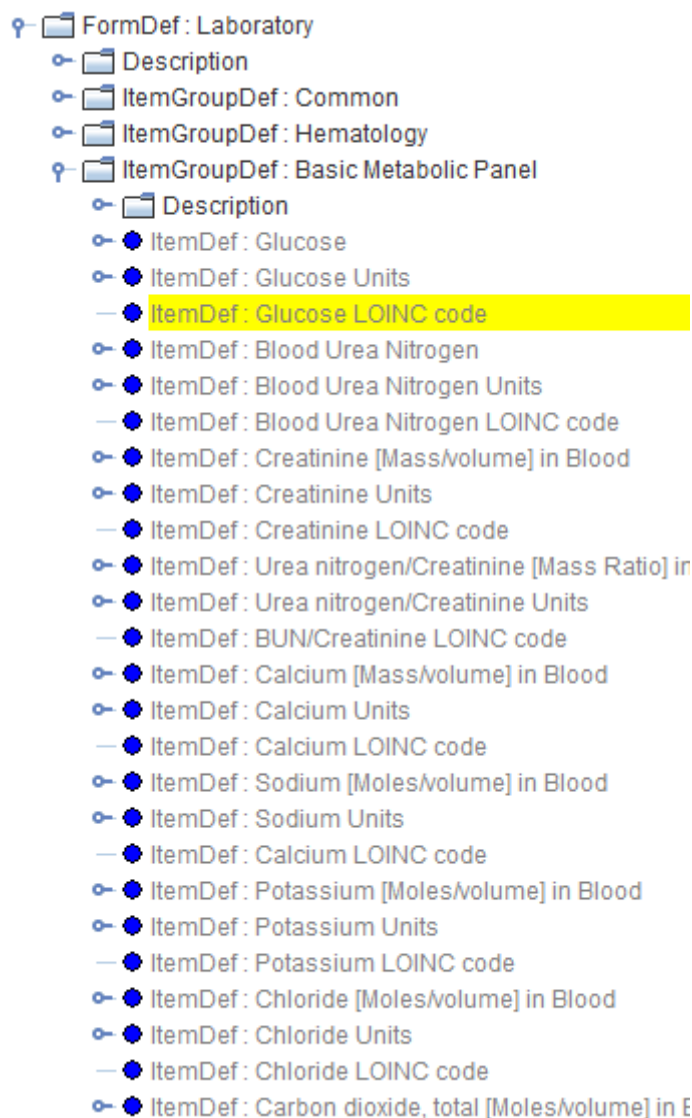 FormDef : Laboratory
Description
ItemGroupDef : Common
ItemGroupDef : Hematology
ItemGroupDef : Basic Metabolic Panel
Description
ItemDef : Glucose
ItemDef : Glucose Units
ItemDef : Glucose LOINC code
ItemDef : Blood Urea Nitrogen
ItemDef : Blood Urea Nitrogen Units
ItemDef : Blood Urea Nitrogen LOINC code
ItemDef : Creatinine [Mass/volume] in Blood
ItemDef : Creatinine Units
ItemDef : Creatinine LOINC code
ItemDef : Urea nitrogen/Creatinine [Mass Ratio] in
ItemDef : Urea nitrogen/Creatinine Units
ItemDef : BUN/Creatinine LOINC code
ItemDef : Calcium [Mass/volume] in Blood
ItemDef : Calcium Units
ItemDef : Calcium LOINC code
ItemDef : Sodium [Moles/volume] in Blood
ItemDef : Sodium Units
ItemDef : Calcium LOINC code
ItemDef : Potassium [Moles/volume] in Blood
ItemDef : Potassium Units
ItemDef : Potassium LOINC code
ItemDef : Chloride [Moles/volume] in Blood
ItemDef : Chloride Units
ItemDef : Chloride LOINC code
ItemDef : Carbon dioxide, total [Moles/volume] in